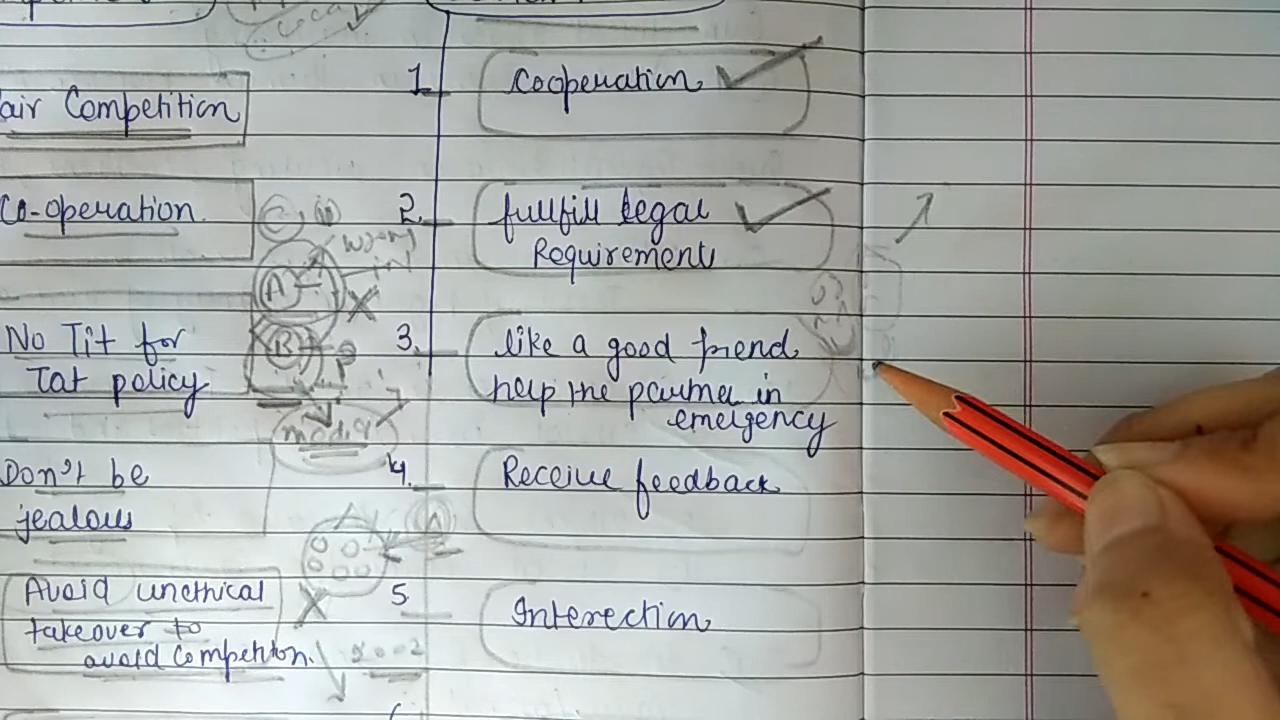 air Competition
Co-operation
No Tit for
Tat policy
Don't be
jealous
Avoid unethical
takeover to
avoid Competition.
1. Cooperation
2. fullfill legal
Requirement
3. like a good friend
help the partner in
emergency
4. Receive feedback
5. Interection
A
B
A